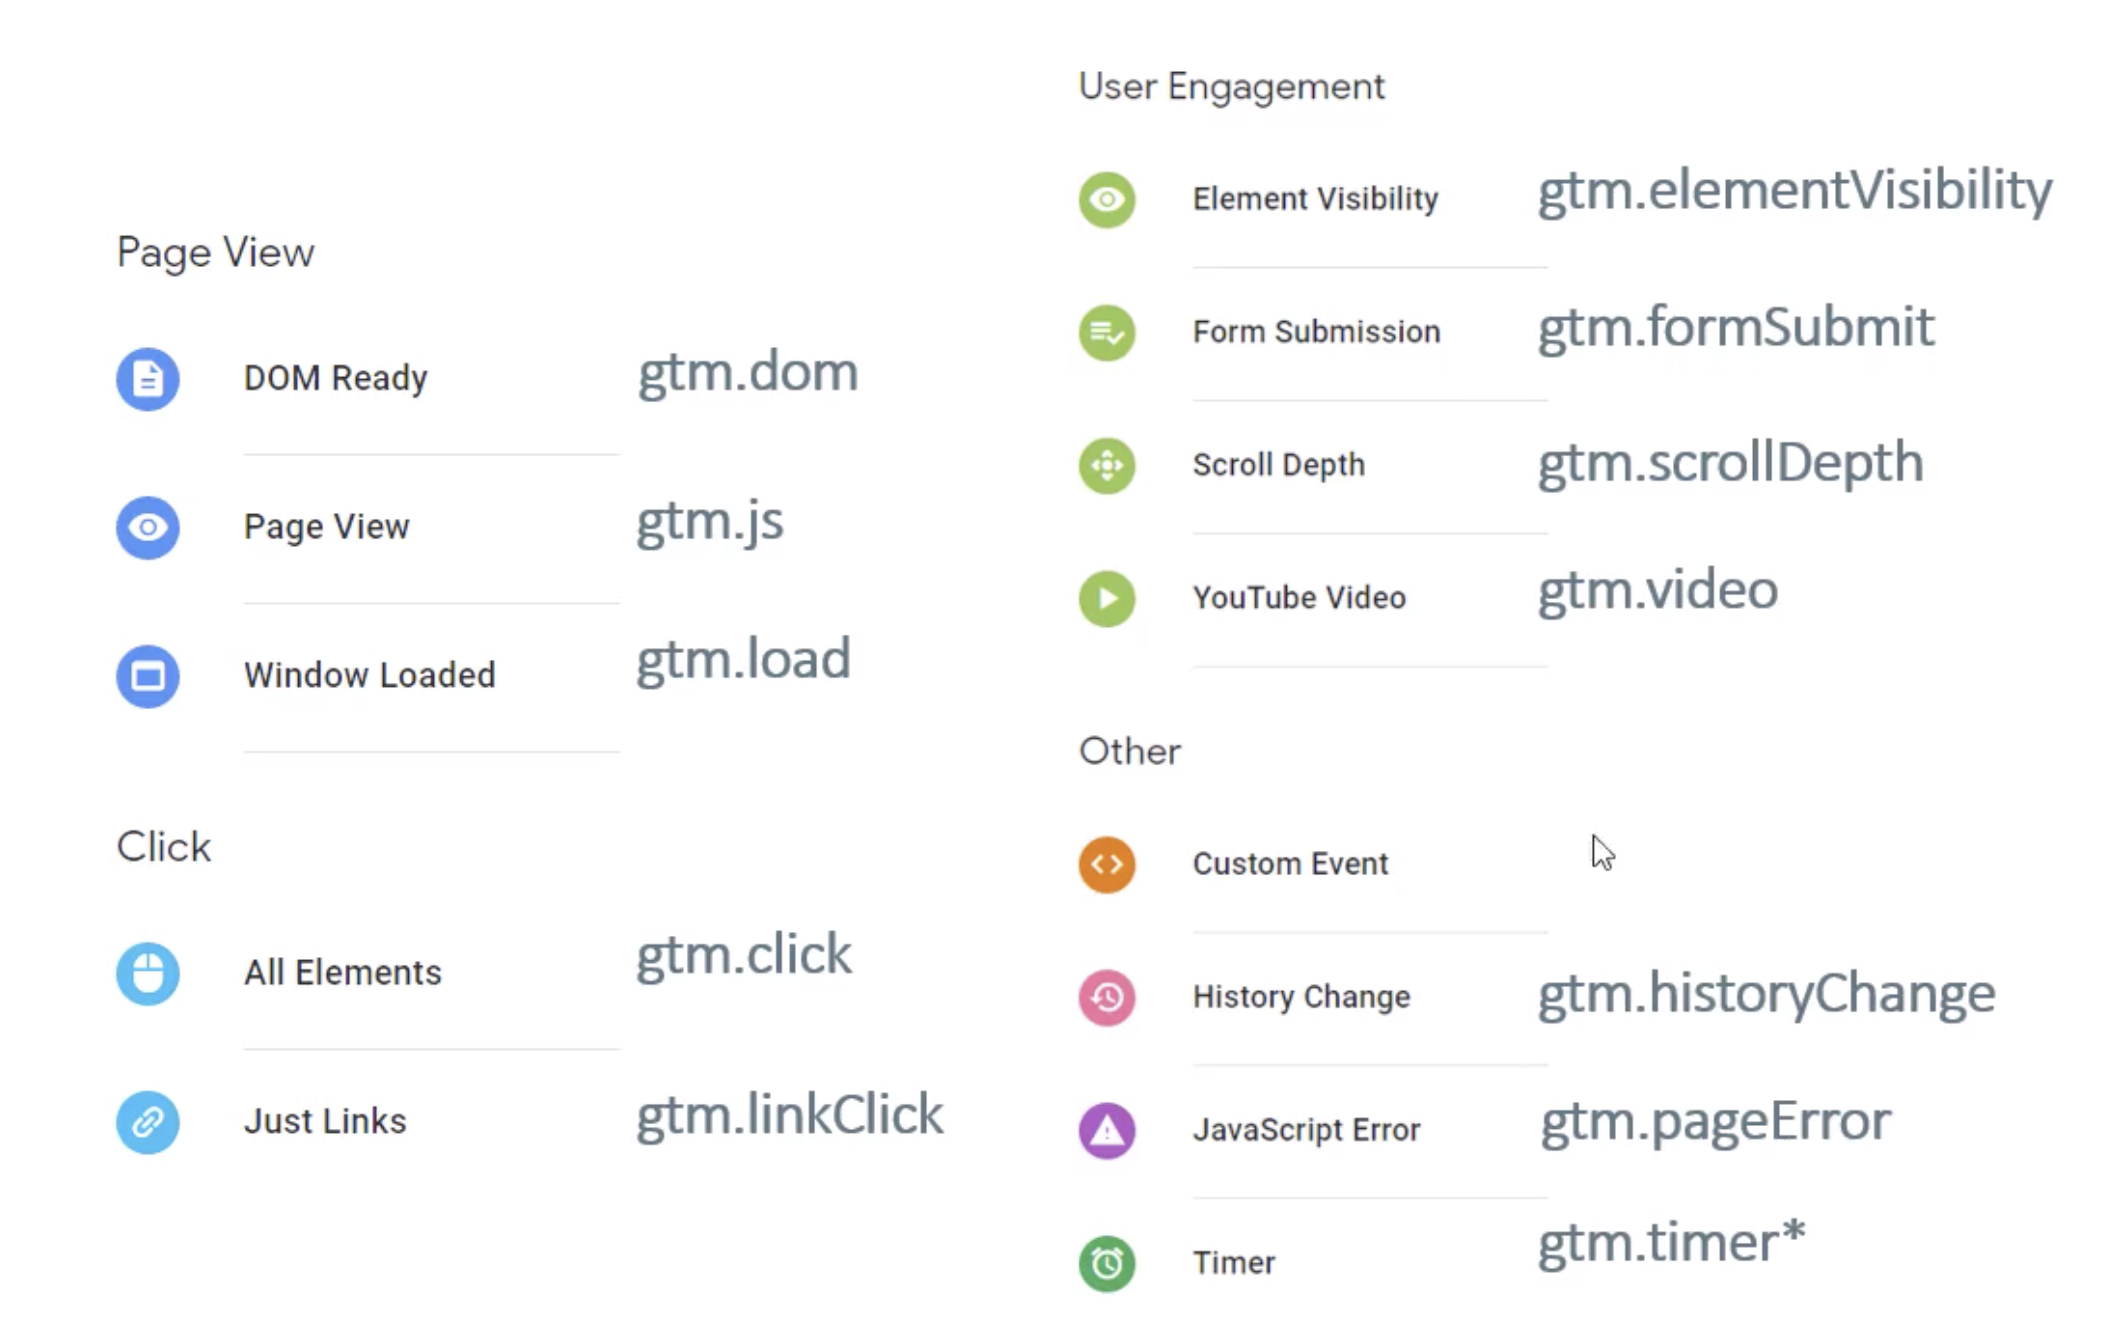 Page View
DOM Ready gtm.dom
Page View gtm.js
Window Loaded gtm.load
Click
All Elements gtm.click
Just Links gtm.linkClick
User Engagement
Element Visibility gtm.elementVisibility
Form Submission gtm.formSubmit
Scroll Depth gtm.scrollDepth
YouTube Video gtm.video
Other
Custom Event
History Change gtm.historyChange
JavaScript Error gtm.pageError
Timer gtm.timer*